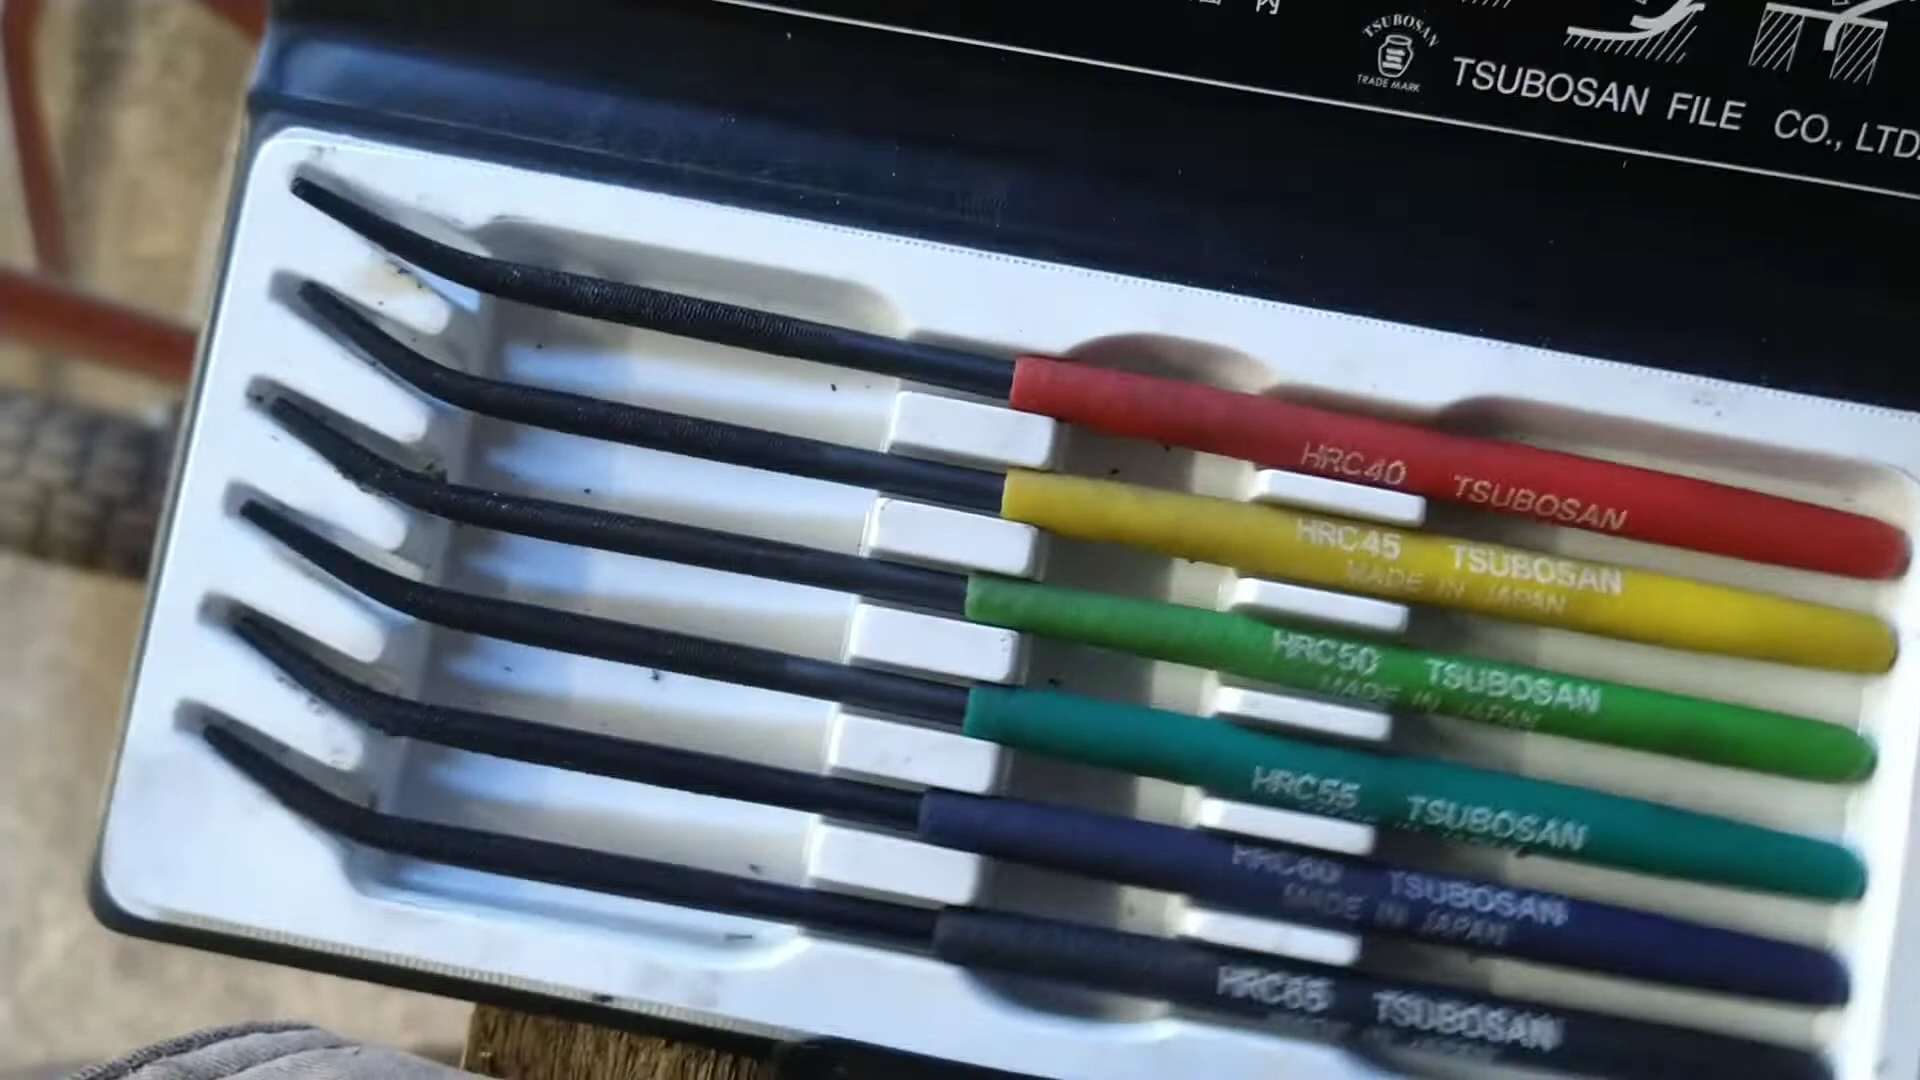 TSUBOSAN
TRADE MARK
TSUBOSAN FILE CO., LTD.
HRC40 TSUBOSAN
HRC45 TSUBOSAN
MADE IN JAPAN
HRC50 TSUBOSAN
MADE IN JAPAN
HRC55 TSUBOSAN
HRC60 TSUBOSAN
MADE IN JAPAN
HRC65 TSUBOSAN